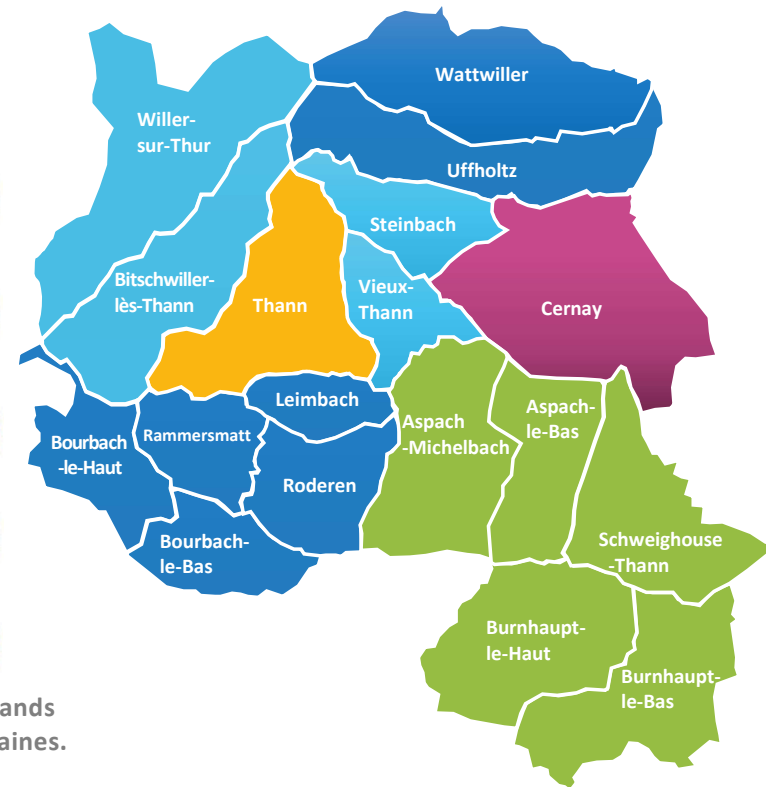 Wattwiller
Willer-
sur-Thur
Uffholtz
Steinbach
Bitschwiller-
lès-Thann
Thann
Vieux-
Thann
Cernay
Leimbach
Aspach
-Michelbach
Aspach-
le-Bas
Bourbach
-le-Haut
Rammersmatt
Roderen
Bourbach-
le-Bas
Schweighouse
-Thann
Burnhaupt-
le-Haut
Burnhaupt-
le-Bas
ands
aines.